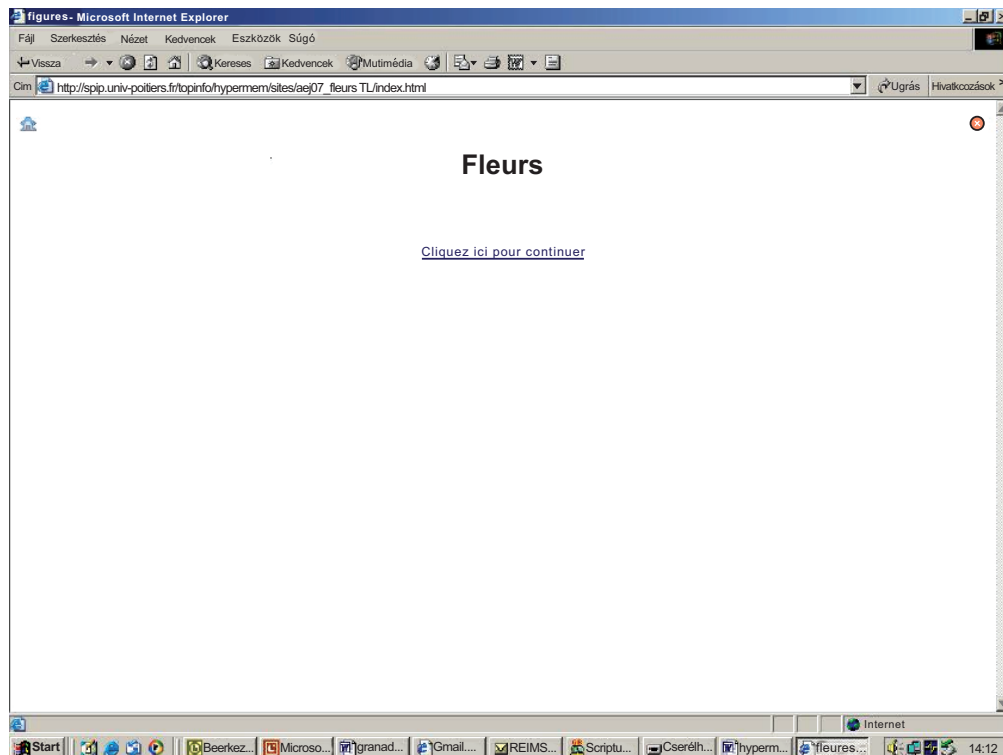 figures- Microsoft Internet Explorer
Fájl Szerkesztés Nézet Kedvencek Eszközök Súgó
Vissza Kereses Kedvencek Mutimédia
Cim http://spip.univ-poitiers.fr/topinfo/hypermem/sites/aej07_fleurs TL/index.html Ugrás Hivatkcozások
Fleurs
Cliquez ici pour continuer
Internet
Start Beerkez... Microso... granad... Gmail.... REIMS... Scriptu... Cserélh... hyperm... fleures... 14:12